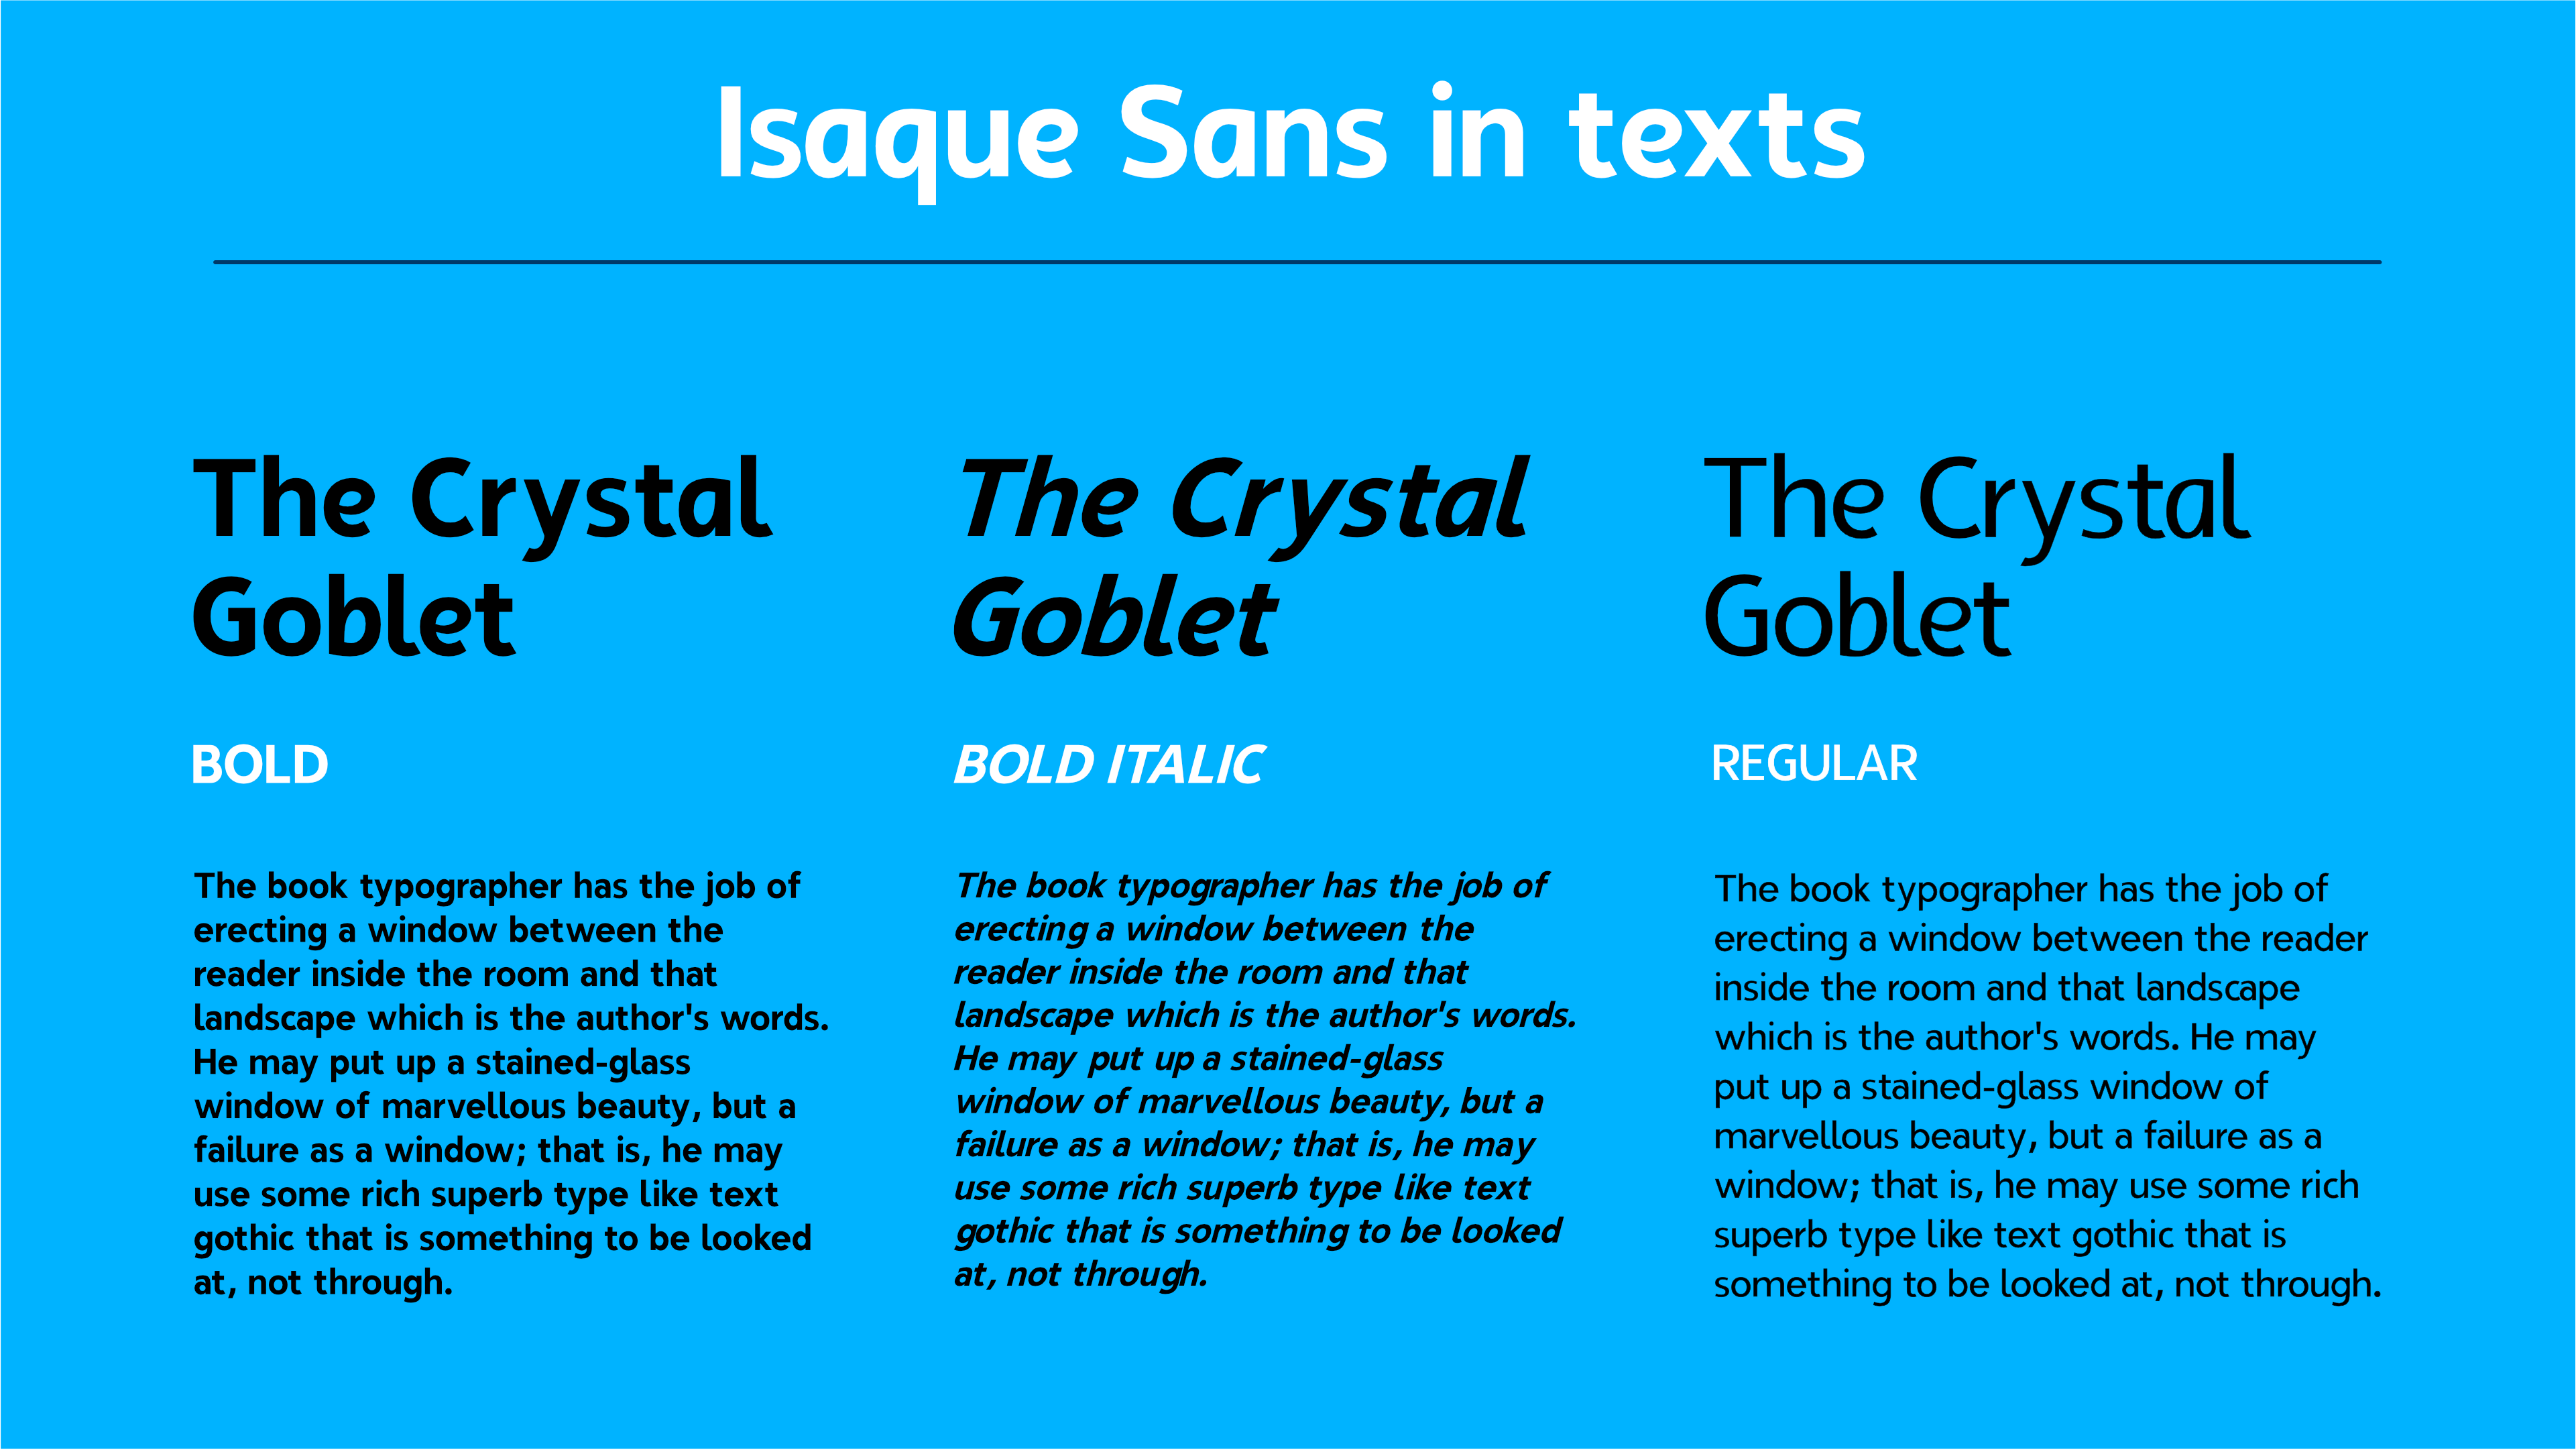 Isaque Sans in texts
The Crystal
Goblet
BOLD
The book typographer has the job of
erecting a window between the
reader inside the room and that
landscape which is the author's words.
He may put up a stained-glass
window of marvellous beauty, but a
failure as a window; that is, he may
use some rich superb type like text
gothic that is something to be looked
at, not through.
The Crystal
Goblet
BOLD ITALIC
The book typographer has the job of
erecting a window between the
reader inside the room and that
landscape which is the author's words.
He may put up a stained-glass
window of marvellous beauty, but a
failure as a window; that is, he may
use some rich superb type like text
gothic that is something to be looked
at, not through.
The Crystal
Goblet
REGULAR
The book typographer has the job of
erecting a window between the reader
inside the room and that landscape
which is the author's words. He may
put up a stained-glass window of
marvellous beauty, but a failure as a
window; that is, he may use some rich
superb type like text gothic that is
something to be looked at, not through.